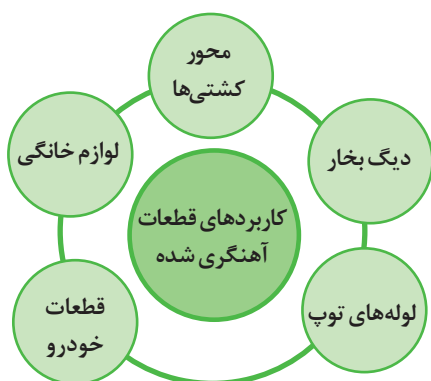 محور
کشتی‌ها
دیگ بخار
لوله‌های توپ
قطعات
خودرو
لوازم خانگی
کاربردهای قطعات
آهنگری شده